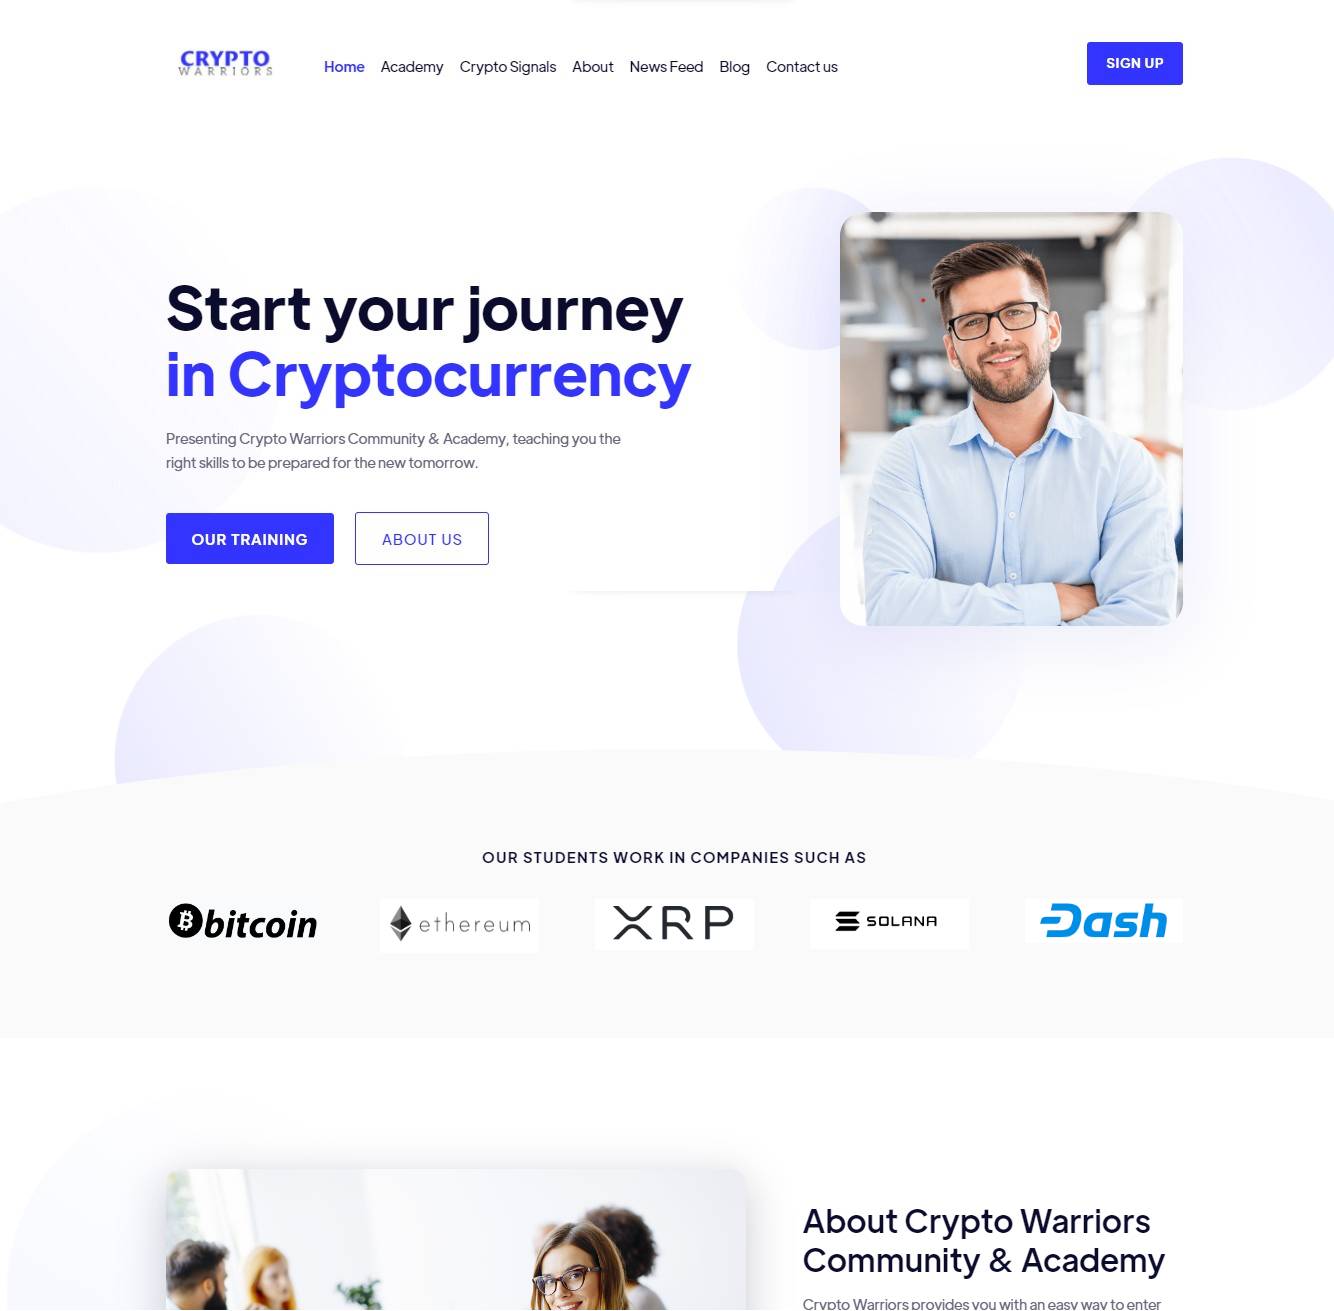 CRYPTO
WARRIORS
Home Academy Crypto Signals About News Feed Blog Contact us
SIGN UP
Start your journey
in Cryptocurrency
Presenting Crypto Warriors Community & Academy, teaching you the
right skills to be prepared for the new tomorrow.
OUR TRAINING
ABOUT US
OUR STUDENTS WORK IN COMPANIES SUCH AS
bitcoin
ethereum
XRP
SOLANA
Dash
About Crypto Warriors
Community & Academy
Crypto Warriors provides you with an easy way to enter